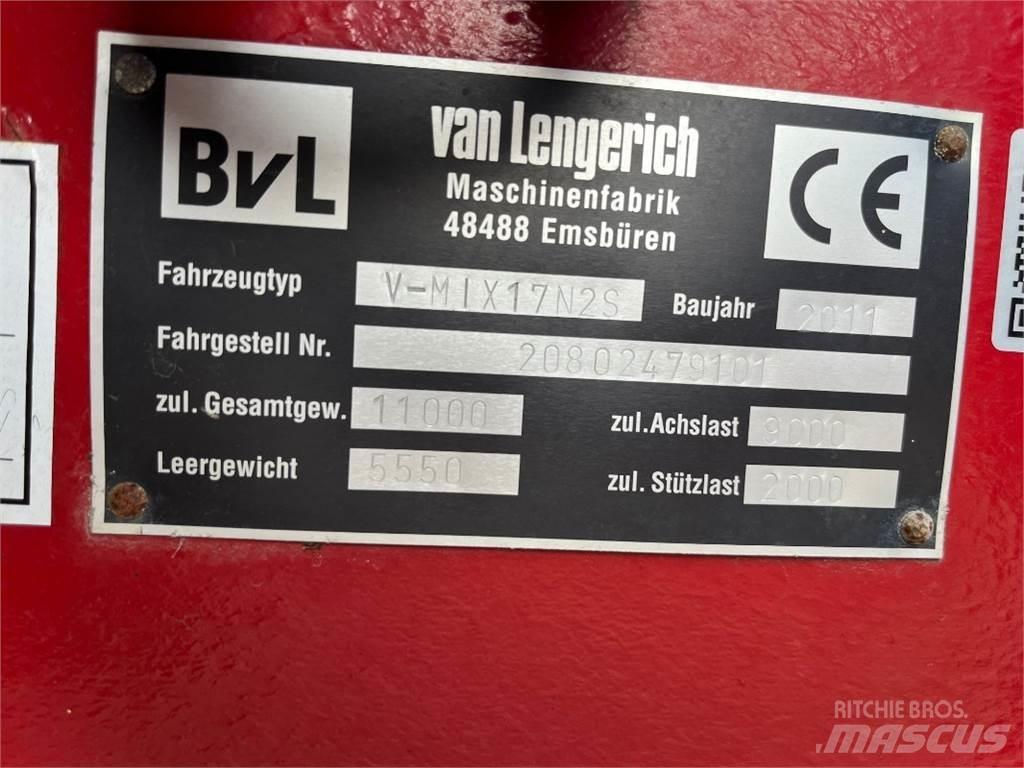 BvL
van Lengerich
Maschinenfabrik
48488 Emsbüren
CE
Fahrzeugtyp V-MIX17N2S Baujahr 2011
Fahrgestell Nr. 20802479101
zul. Gesamtgew. 11000 zul. Achslast 9000
Leergewicht 5550 zul. Stützlast 2000
RITCHIE BROS.
MASCUS